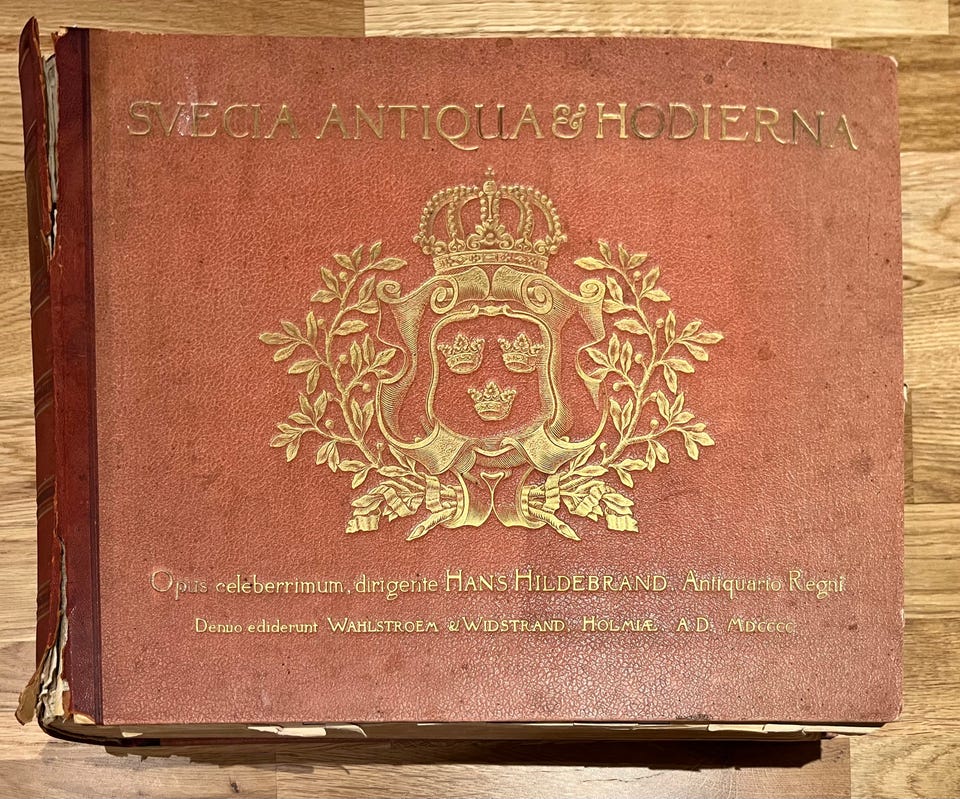 SVECIA ANTIQUA & HODIERNA
Opus celeberrimum, dirigente HANS HILDEBRAND, Antiquario Regni
Denuo ediderunt WAHLSTROEM & WIDSTRAND, HOLMIÆ, A.D. MDCCCC.